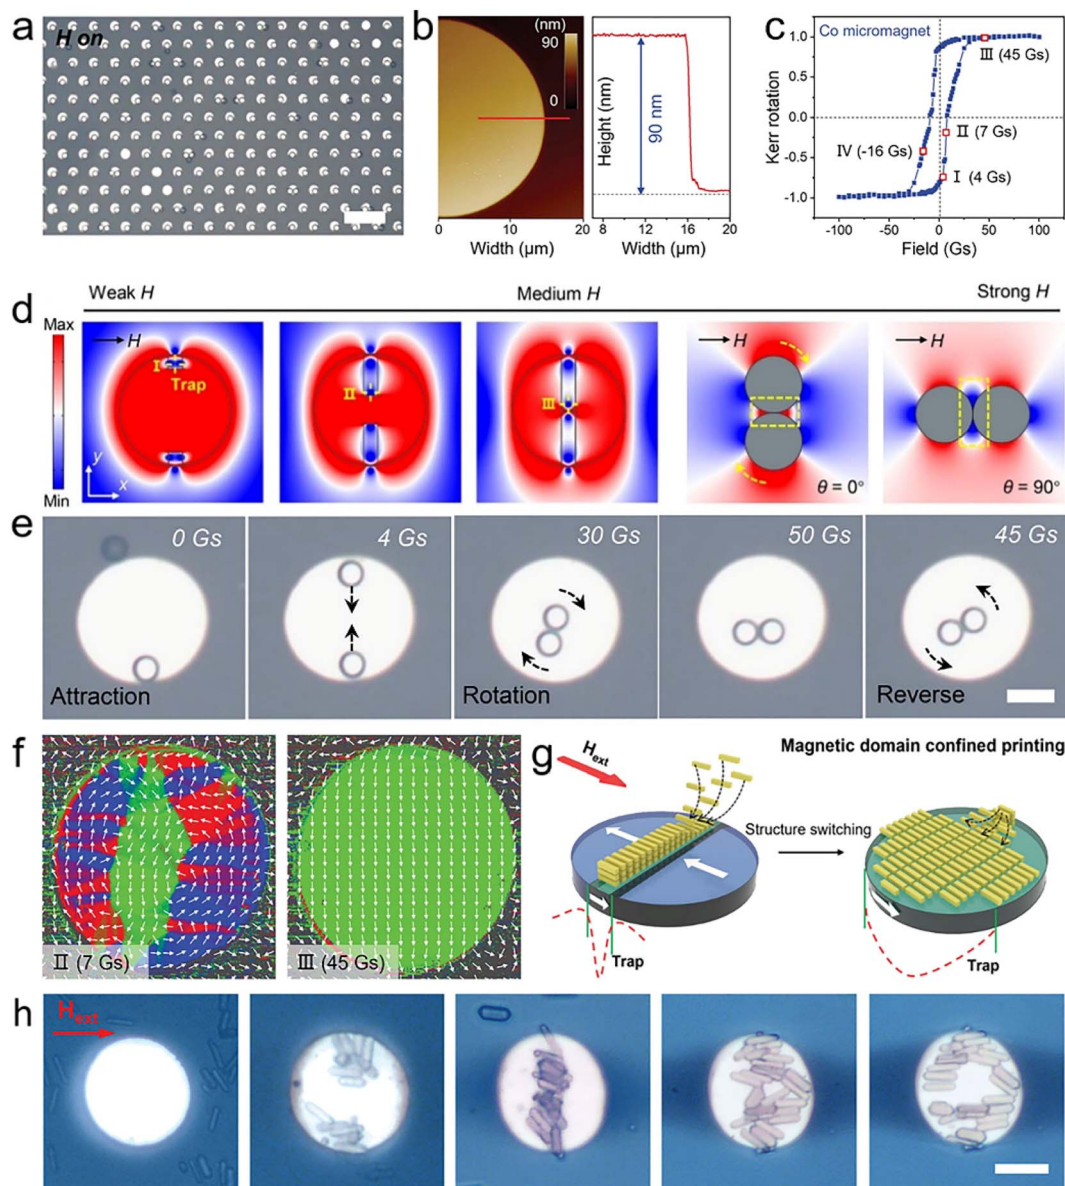 a
H on
b
(nm)
90
0
0
10
20
Width (μm)
Height (nm)
90 nm
8
12
16
20
Width (μm)
c
Co micromagnet
1.0
0.5
0.0
-0.5
-1.0
Kerr rotation
III (45 Gs)
II (7 Gs)
IV (-16 Gs)
I (4 Gs)
-100
-50
0
50
100
Field (Gs)
d
Weak H
Medium H
Strong H
Max
Min
H
I
Trap
y
x
II
III
H
θ = 0°
H
θ = 90°
e
0 Gs
4 Gs
30 Gs
50 Gs
45 Gs
Attraction
Rotation
Reverse
f
II (7 Gs)
III (45 Gs)
g
Magnetic domain confined printing
Hext
Structure switching
Trap
Trap
h
Hext